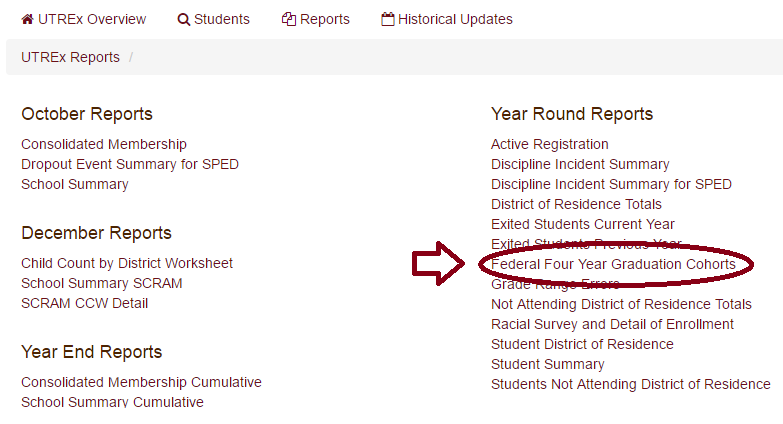 UTREx Overview Students Reports Historical Updates
UTREx Reports /
October Reports
Consolidated Membership
Dropout Event Summary for SPED
School Summary
December Reports
Child Count by District Worksheet
School Summary SCRAM
SCRAM CCW Detail
Year End Reports
Consolidated Membership Cumulative
School Summary Cumulative
Year Round Reports
Active Registration
Discipline Incident Summary
Discipline Incident Summary for SPED
District of Residence Totals
Exited Students Current Year
Exited Students Previous Year
Federal Four Year Graduation Cohorts
Grade Range Errors
Not Attending District of Residence Totals
Racial Survey and Detail of Enrollment
Student District of Residence
Student Summary
Students Not Attending District of Residence